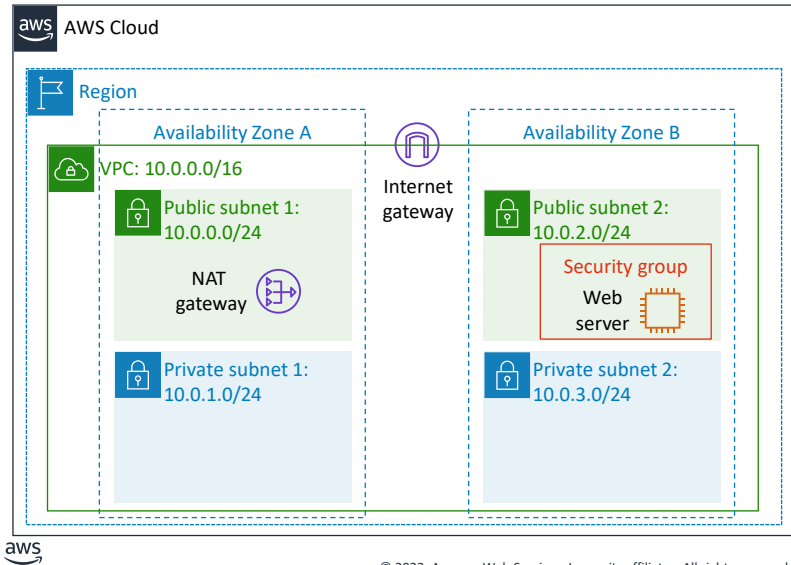 aws
AWS Cloud
Region
Availability Zone A
Availability Zone B
VPC: 10.0.0.0/16
Internet
gateway
Public subnet 1:
10.0.0.0/24
NAT
gateway
Public subnet 2:
10.0.2.0/24
Security group
Web
server
Private subnet 1:
10.0.1.0/24
Private subnet 2:
10.0.3.0/24
aws